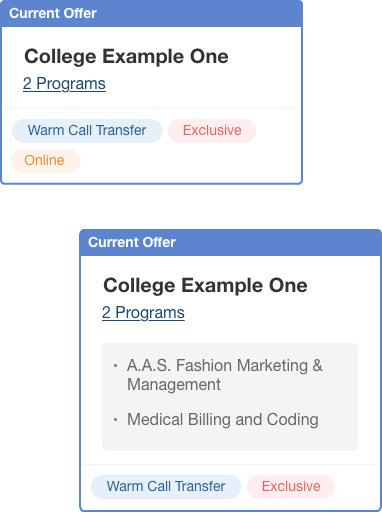 Current Offer
College Example One
2 Programs
Warm Call Transfer Exclusive
Online
Current Offer
College Example One
2 Programs
• A.A.S. Fashion Marketing &
Management
• Medical Billing and Coding
Warm Call Transfer Exclusive